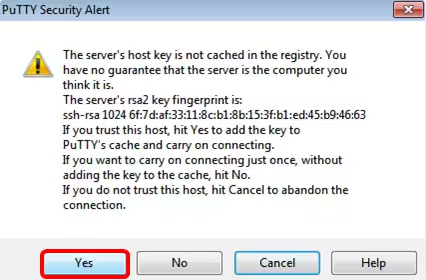 PuTTY Security Alert
The server's host key is not cached in the registry. You
have no guarantee that the server is the computer you
think it is.
The server's rsa2 key fingerprint is:
ssh-rsa 1024 6f:7d:af:33:11:8c:b1:8b:15:3f:b1:ed:45:b9:46:63
If you trust this host, hit Yes to add the key to
PuTTY's cache and carry on connecting.
If you want to carry on connecting just once, without
adding the key to the cache, hit No.
If you do not trust this host, hit Cancel to abandon the
connection.
Yes No Cancel Help